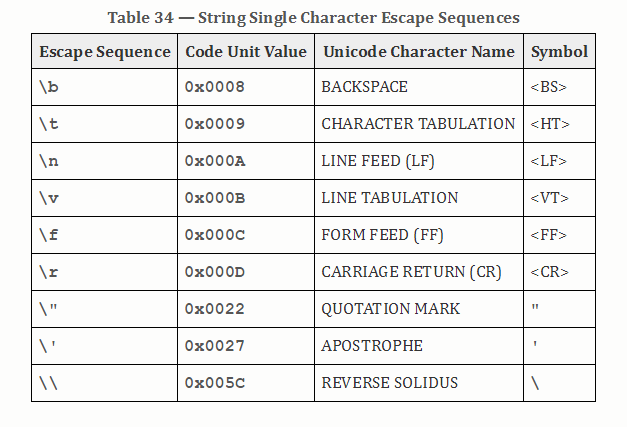 Table 34 — String Single Character Escape Sequences
Escape Sequence Code Unit Value Unicode Character Name Symbol
\b 0x0008 BACKSPACE <BS>
\t 0x0009 CHARACTER TABULATION <HT>
\n 0x000A LINE FEED (LF) <LF>
\v 0x000B LINE TABULATION <VT>
\f 0x000C FORM FEED (FF) <FF>
\r 0x000D CARRIAGE RETURN (CR) <CR>
\" 0x0022 QUOTATION MARK "
\' 0x0027 APOSTROPHE '
\\ 0x005C REVERSE SOLIDUS \